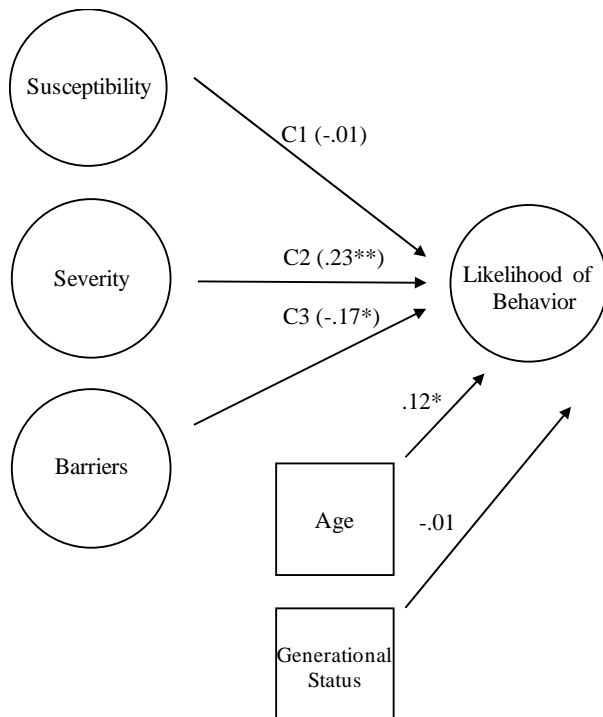 Susceptibility
C1 (-.01)
C2 (.23**)
Severity
Likelihood of
Behavior
C3 (-.17*)
Barriers
.12*
Age
-.01
Generational
Status